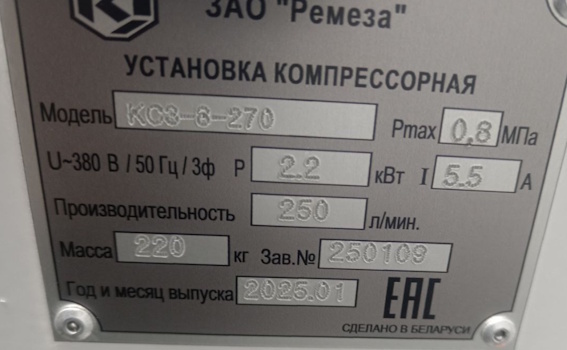 ЗАО "Ремеза"
УСТАНОВКА КОМПРЕССОРНАЯ
Модель КС3-8-270 Pmax 0,8 МПа
U~380 В / 50 Гц / 3ф P 2.2 кВт I 5.5 А
Производительность 250 л/мин.
Масса 220 кг Зав.№ 250109
Год и месяц выпуска 2025.01 ЕАС
СДЕЛАНО В БЕЛАРУСИ